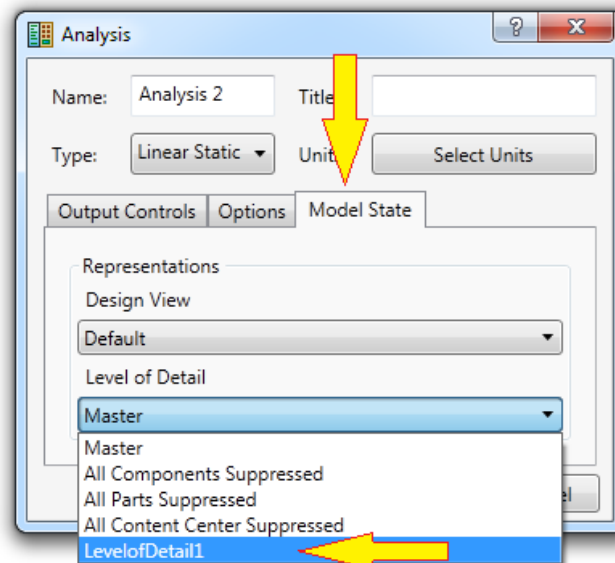 Analysis
Name: Analysis 2 Title
Type: Linear Static Unit Select Units
Output Controls Options Model State
Representations
Design View
Default
Level of Detail
Master
Master
All Components Suppressed
All Parts Suppressed
All Content Center Suppressed
LevelofDetail1